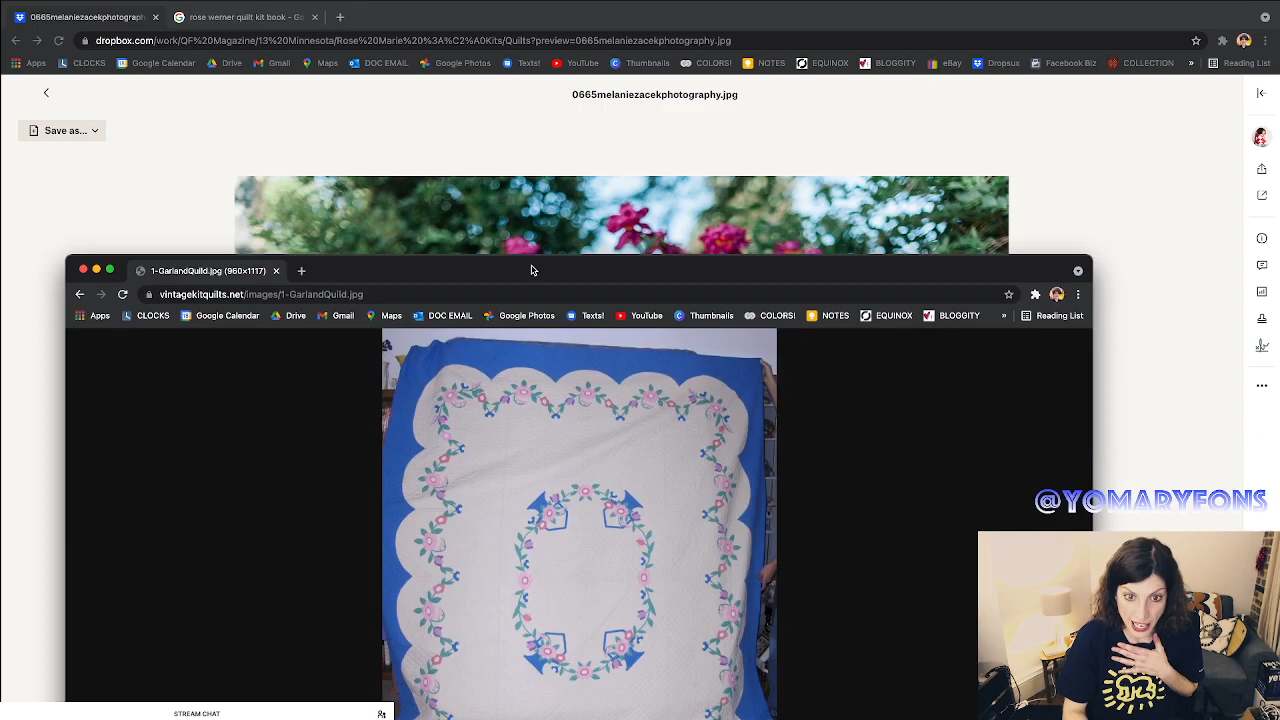 0665melaniezacekphotography
rose werner quilt kit book - Go
dropbox.com/work/QF%20Magazine/13%20Minnesota/Rose%20Marie%20%3A%C2%A0Kits/Quilts?preview=0665melaniezacekphotography.jpg
Apps CLOCKS Google Calendar Drive Gmail Maps DOC EMAIL Google Photos Texts! YouTube Thumbnails COLORS! NOTES EQUINOX BLOGGITY eBay Dropsux Facebook Biz COLLECTION » Reading List
0665melaniezacekphotography.jpg
Save as...
1-GarlandQuild.jpg (960×1117)
vintagekitquilts.net/images/1-GarlandQuild.jpg
Apps CLOCKS Google Calendar Drive Gmail Maps DOC EMAIL Google Photos Texts! YouTube Thumbnails COLORS! NOTES EQUINOX BLOGGITY » Reading List
@YOMARYFONS
STREAM CHAT